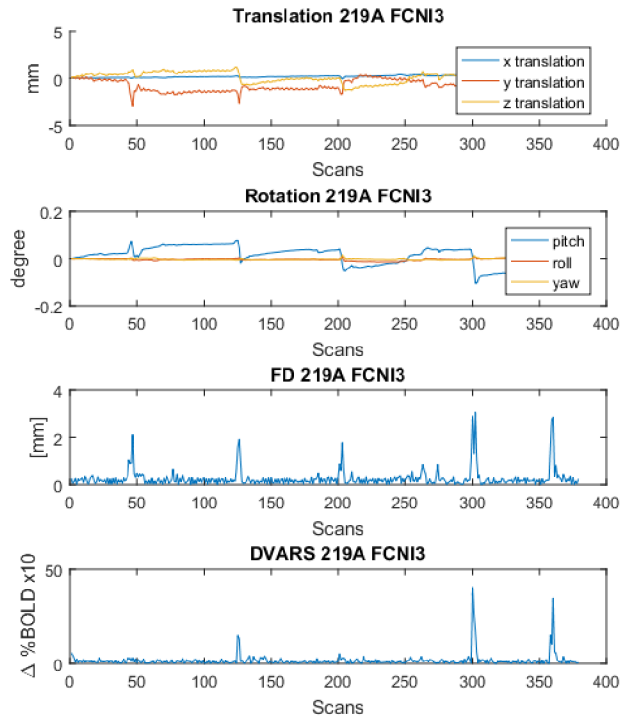 Translation 219A FCNI3
5
0
-5
mm
x translation
y translation
z translation
0 50 100 150 200 250 300 350 400
Scans
Rotation 219A FCNI3
0.2
0
-0.2
degree
pitch
roll
yaw
0 50 100 150 200 250 300 350 400
Scans
FD 219A FCNI3
4
2
0
[mm]
0 50 100 150 200 250 300 350 400
Scans
DVARS 219A FCNI3
50
0
Δ %BOLD x10
0 50 100 150 200 250 300 350 400
Scans